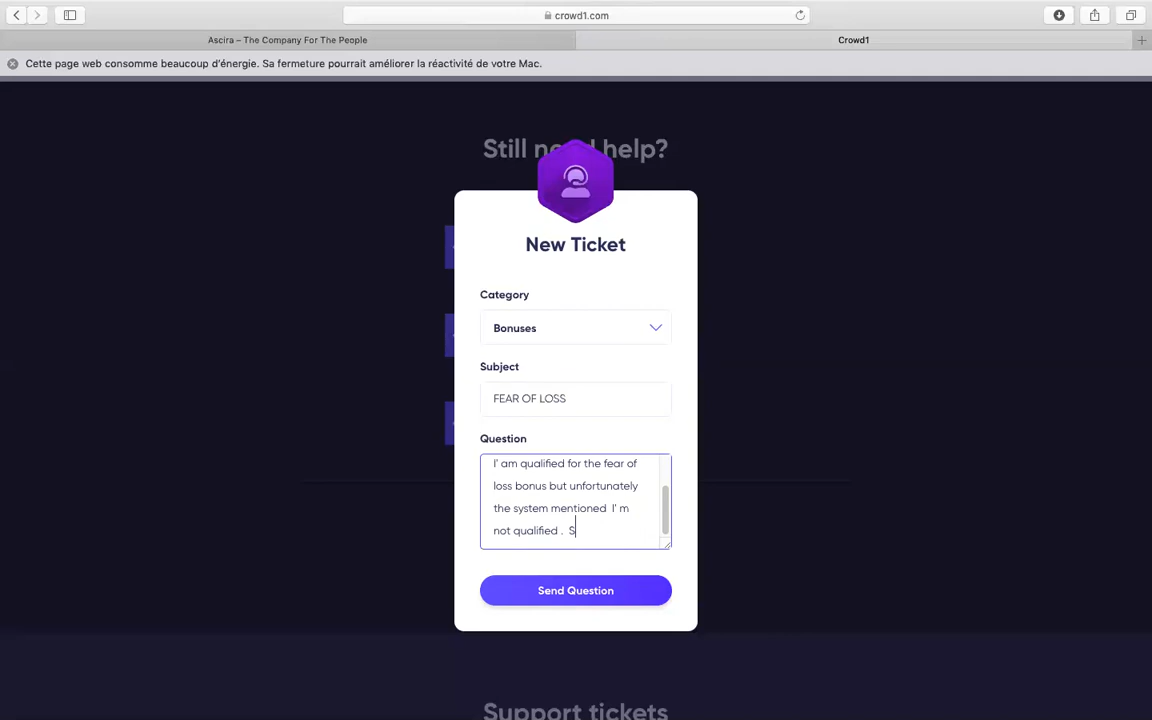 crowd1.com
Ascira – The Company For The People
Crowd1
Cette page web consomme beaucoup d'énergie. Sa fermeture pourrait améliorer la réactivité de votre Mac.
Still need help?
New Ticket
Category
Bonuses
Subject
FEAR OF LOSS
Question
I' am qualified for the fear of
loss bonus but unfortunately
the system mentioned I' m
not qualified . S
Send Question
Support tickets